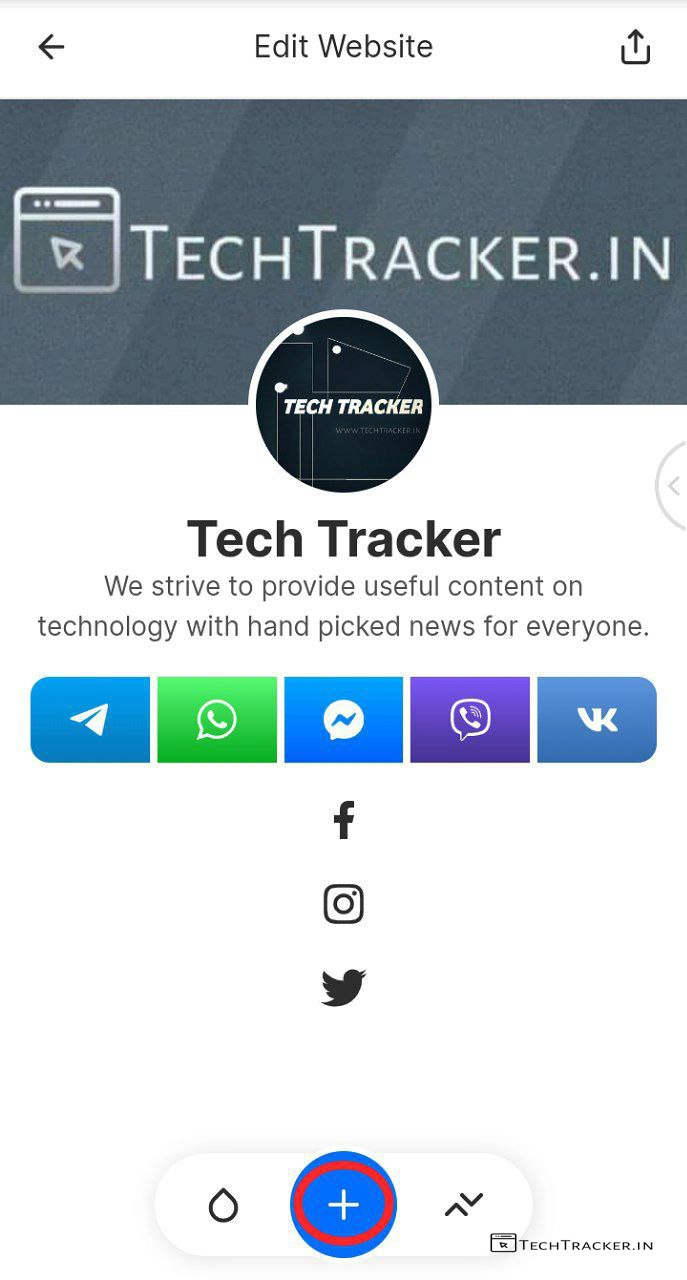 Edit Website
TECHTRACKER.IN
TECH TRACKER
WWW.TECHTRACKER.IN
Tech Tracker
We strive to provide useful content on
technology with hand picked news for everyone.
TECHTRACKER.IN